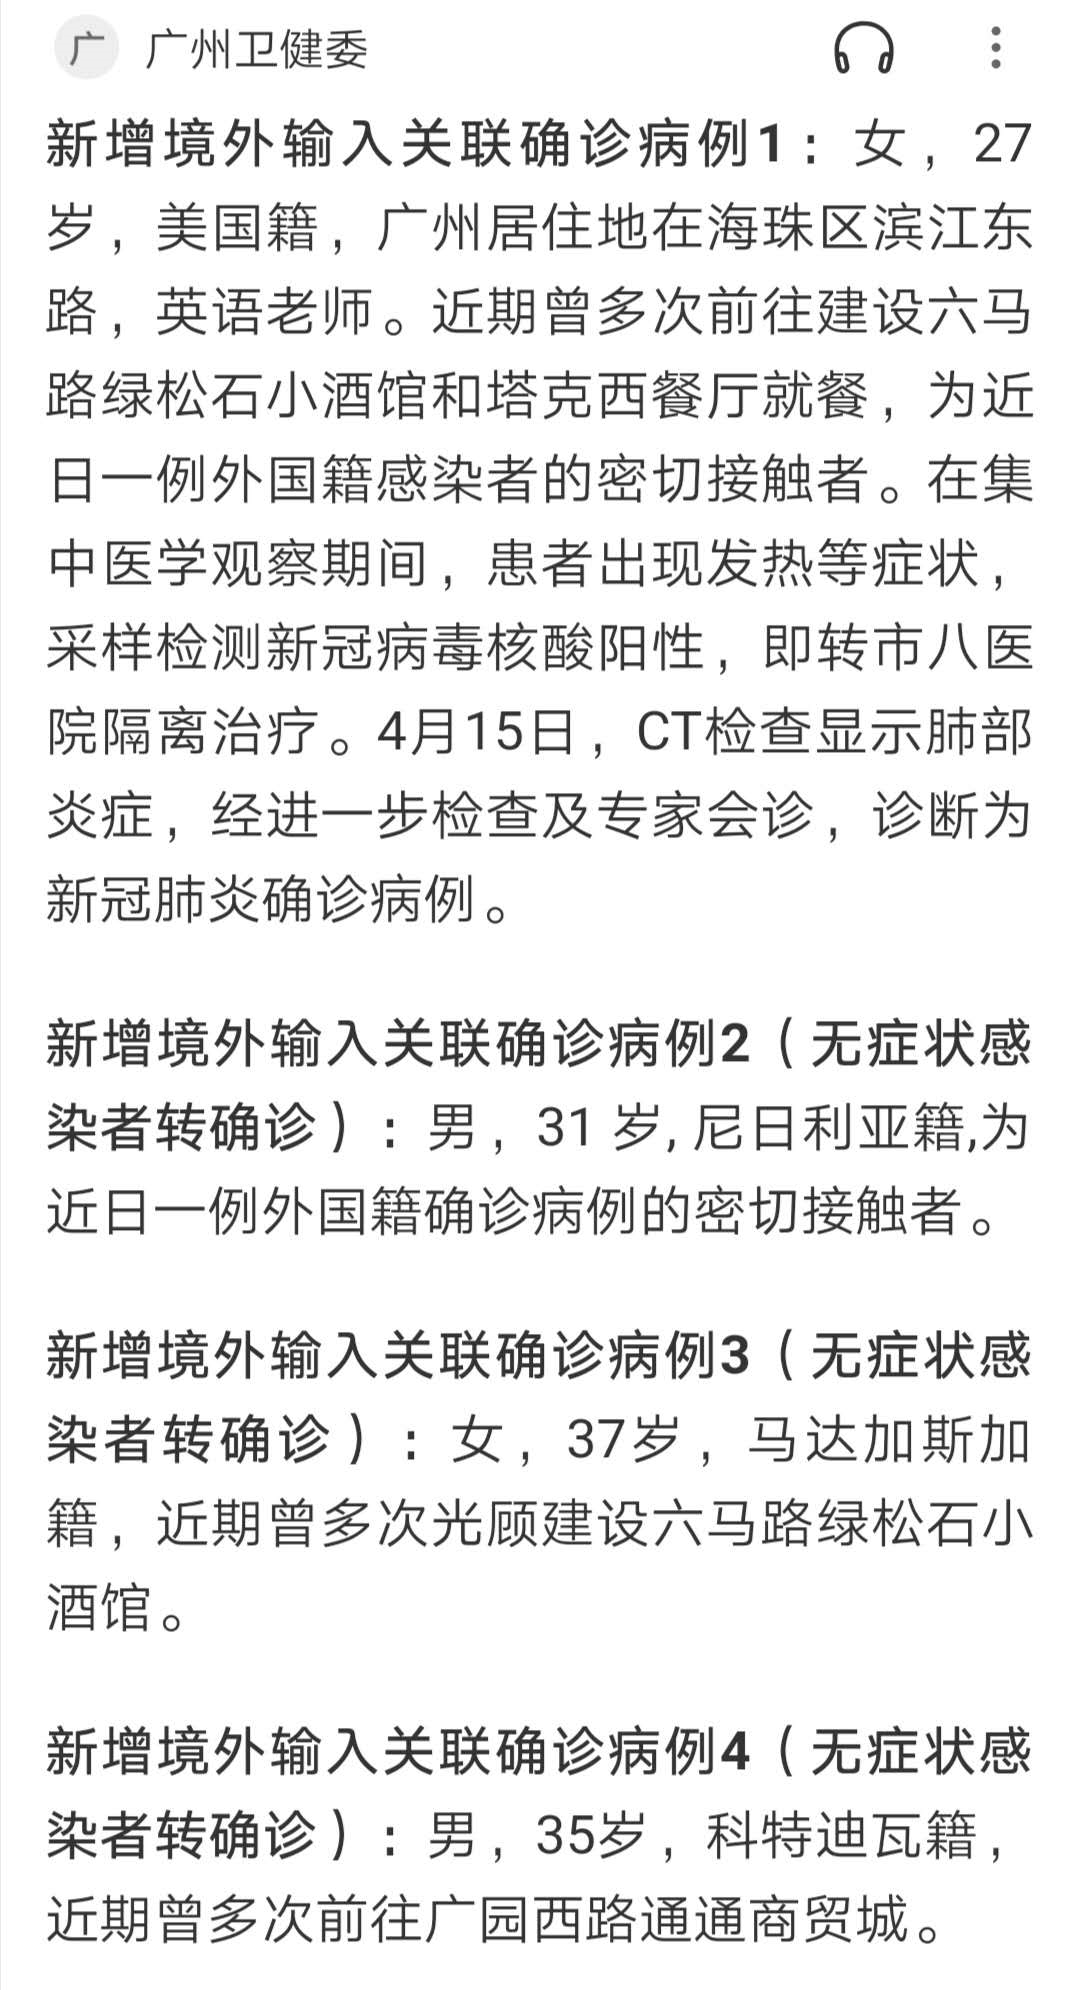 广 广州卫健委
新增境外输入关联确诊病例1：女，27
岁，美国籍，广州居住地在海珠区滨江东
路，英语老师。近期曾多次前往建设六马
路绿松石小酒馆和塔克西餐厅就餐，为近
日一例外国籍感染者的密切接触者。在集
中医学观察期间，患者出现发热等症状，
采样检测新冠病毒核酸阳性，即转市八医
院隔离治疗。4月15日，CT检查显示肺部
炎症，经进一步检查及专家会诊，诊断为
新冠肺炎确诊病例。
新增境外输入关联确诊病例2（无症状感
染者转确诊）：男，31 岁,尼日利亚籍,为
近日一例外国籍确诊病例的密切接触者。
新增境外输入关联确诊病例3（无症状感
染者转确诊）：女，37岁，马达加斯加
籍，近期曾多次光顾建设六马路绿松石小
酒馆。
新增境外输入关联确诊病例4（无症状感
染者转确诊）：男，35岁，科特迪瓦籍，
近期曾多次前往广园西路通通商贸城。